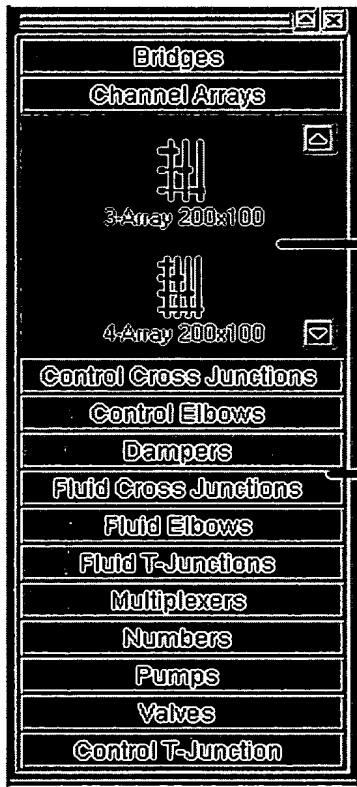 Bridges
Channel Arrays
3-Array 200x100
4-Array 200x100
Control Cross Junctions
Control Elbows
Dampers
Fluid Cross Junctions
Fluid Elbows
Fluid T-Junctions
Multiplexers
Numbers
Pumps
Valves
Control T-Junction